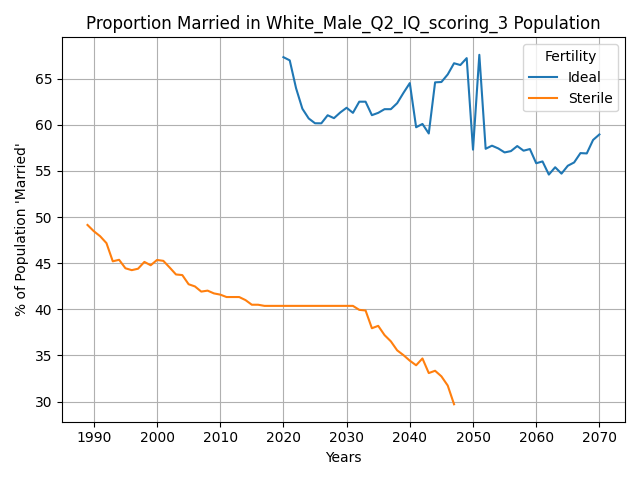 Proportion Married in White_Male_Q2_IQ_scoring_3 Population
% of Population 'Married'
65
60
55
50
45
40
35
30
Fertility
Ideal
Sterile
1990 2000 2010 2020 2030 2040 2050 2060 2070
Years